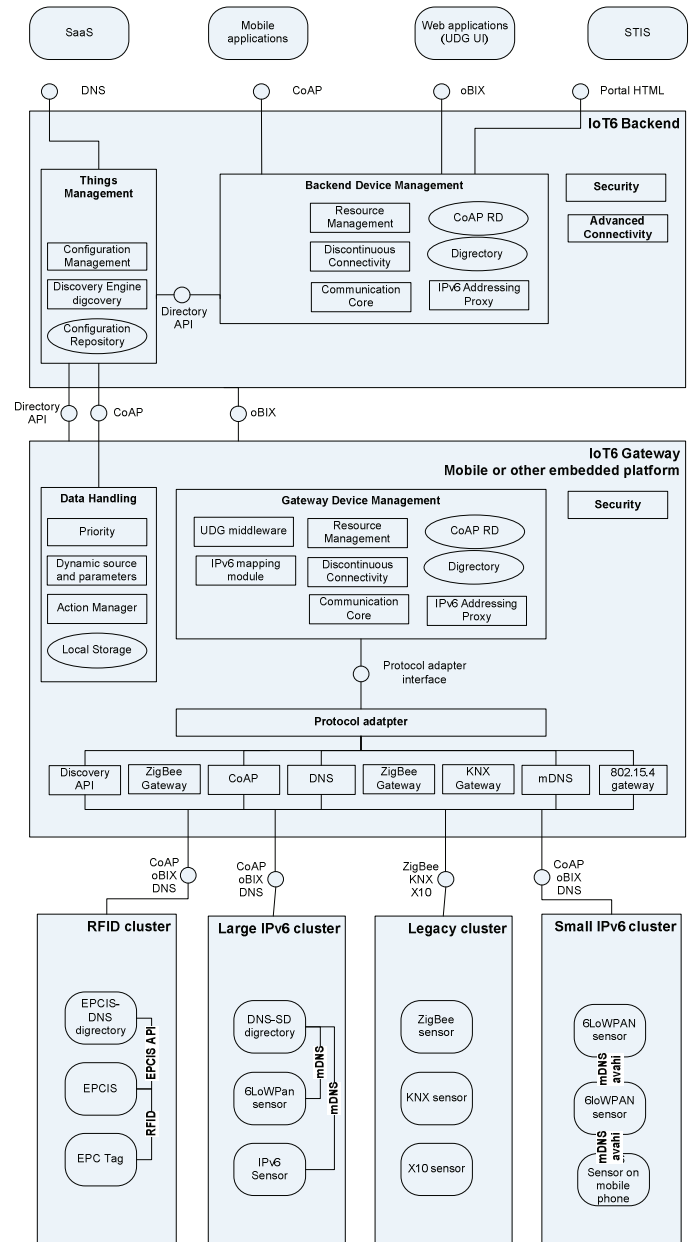 SaaS
Mobile
applications
Web applications
(UDG UI)
STIS
DNS
CoAP
oBIX
Portal HTML
IoT6 Backend
Things
Management
Configuration
Management
Discovery Engine
digcovery
Configuration
Repository
Directory
API
Backend Device Management
Resource
Management
CoAP RD
Discontinuous
Connectivity
Digrectory
Communication
Core
IPv6 Addressing
Proxy
Security
Advanced
Connectivity
Directory
API
CoAP
oBIX
IoT6 Gateway
Mobile or other embedded platform
Data Handling
Priority
Dynamic source
and parameters
Action Manager
Local Storage
Gateway Device Management
UDG middleware
Resource
Management
CoAP RD
IPv6 mapping
module
Discontinuous
Connectivity
Digrectory
Communication
Core
IPv6 Addressing
Proxy
Security
Protocol adapter
interface
Protocol adatpter
Discovery
API
ZigBee
Gateway
CoAP
DNS
ZigBee
Gateway
KNX
Gateway
mDNS
802.15.4
gateway
CoAP
oBIX
DNS
CoAP
oBIX
DNS
ZigBee
KNX
X10
CoAP
oBIX
DNS
RFID cluster
EPCIS-
DNS
digrectory
EPCIS API
EPCIS
RFID
EPC Tag
Large IPv6 cluster
DNS-SD
digrectory
mDNS
6LoWPan
sensor
mDNS
IPv6
Sensor
Legacy cluster
ZigBee
sensor
KNX sensor
X10 sensor
Small IPv6 cluster
6LoWPAN
sensor
mDNS
avahi
6loWPAN
sensor
mDNS
avahi
Sensor on
mobile
phone